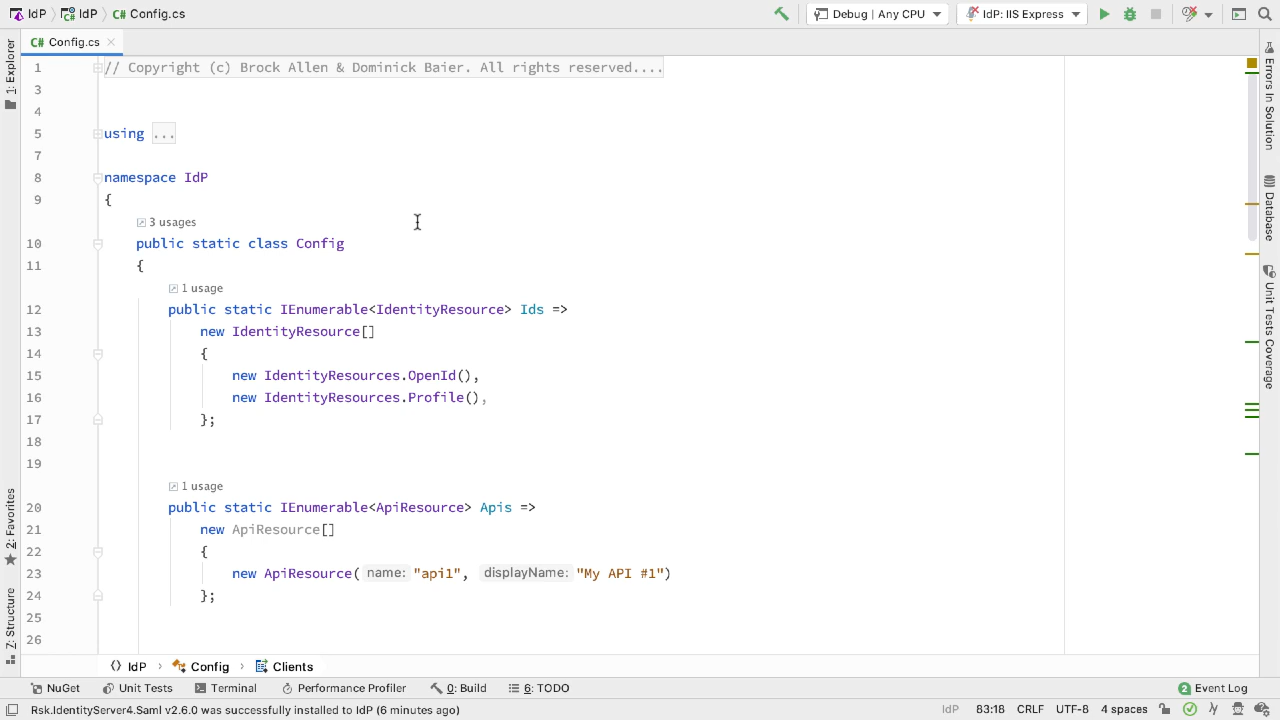 IdP IdP C# Config.cs Debug | Any CPU IdP: IIS Express
C# Config.cs
1: Explorer
2: Favorites
Z: Structure
1 // Copyright (c) Brock Allen & Dominick Baier. All rights reserved....
3
4
5 using ...
7
8 namespace IdP
9 {
3 usages
10 public static class Config
11 {
1 usage
12 public static IEnumerable<IdentityResource> Ids =>
13 new IdentityResource[]
14 {
15 new IdentityResources.OpenId(),
16 new IdentityResources.Profile(),
17 };
18
19
1 usage
20 public static IEnumerable<ApiResource> Apis =>
21 new ApiResource[]
22 {
23 new ApiResource( name: "api1", displayName: "My API #1")
24 };
25
26
Errors In Solution
Database
Unit Tests Coverage
IdP Config Clients
NuGet Unit Tests Terminal Performance Profiler 0: Build 6: TODO 2 Event Log
Rsk.IdentityServer4.Saml v2.6.0 was successfully installed to IdP (6 minutes ago) IdP 83:18 CRLF UTF-8 4 spaces